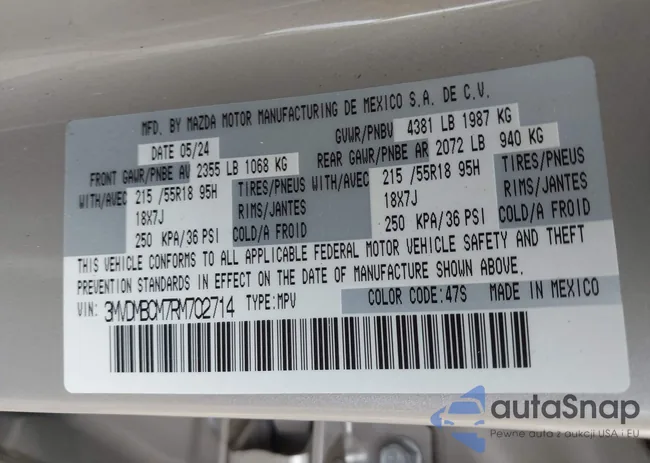 MFD. BY MAZDA MOTOR MANUFACTURING DE MEXICO S.A. DE C.V.
DATE 05/24 GVWR/PNBV 4381 LB 1987 KG
FRONT GAWR/PNBE AV 2355 LB 1068 KG REAR GAWR/PNBE AR 2072 LB 940 KG
WITH/AVEC 215 /55R18 95H TIRES/PNEUS WITH/AVEC 215 /55R18 95H TIRES/PNEUS
18X7J RIMS/JANTES 18X7J RIMS/JANTES
250 KPA/36 PSI COLD/A FROID 250 KPA/36 PSI COLD/A FROID
THIS VEHICLE CONFORMS TO ALL APPLICABLE FEDERAL MOTOR VEHICLE SAFETY AND THEFT
PREVENTION STANDARDS IN EFFECT ON THE DATE OF MANUFACTURE SHOWN ABOVE.
VIN: 3MVDMBCM7RM702714 TYPE:MPV COLOR CODE:47S MADE IN MEXICO
autaSnap
Pewne auto z aukcji USA i EU